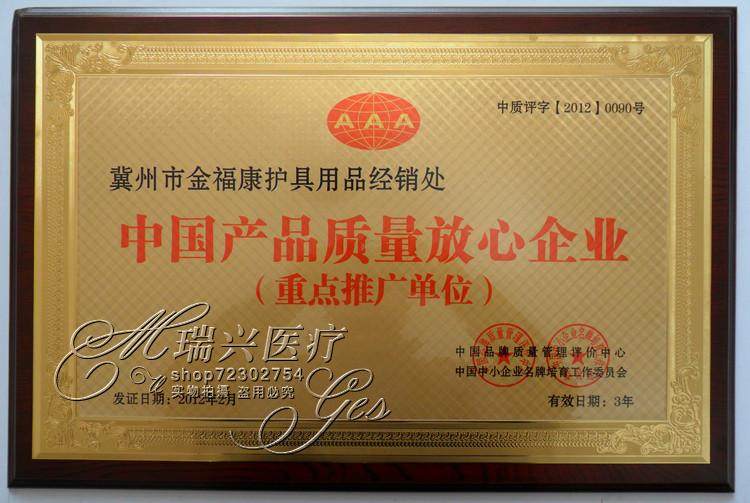 AAA
中质评字【2012】0090号
冀州市金福康护具用品经销处
中国产品质量放心企业
（重点推广单位）
瑞兴医疗
shop72302754
实物拍摄 盗用必究
中国品牌质量管理评价中心
中国中小企业名牌培育工作委员会
发证日期：2012年2月
有效日期：3年